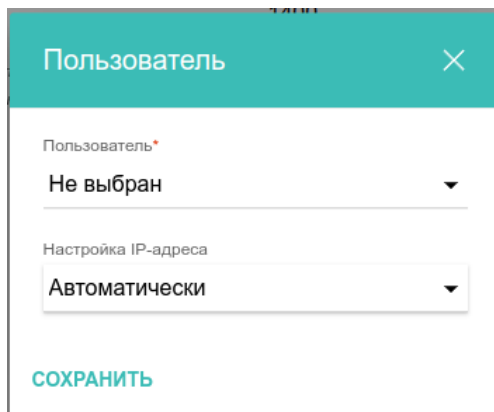 Пользователь
Пользователь*
Не выбран
Настройка IP-адреса
Автоматически
СОХРАНИТЬ